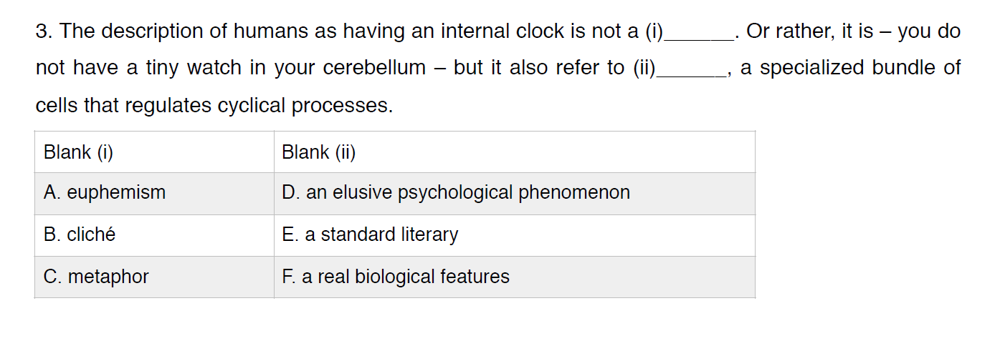 3. The description of humans as having an internal clock is not a (i)______. Or rather, it is – you do
not have a tiny watch in your cerebellum – but it also refer to (ii)______, a specialized bundle of
cells that regulates cyclical processes.
Blank (i) Blank (ii)
A. euphemism D. an elusive psychological phenomenon
B. cliché E. a standard literary
C. metaphor F. a real biological features